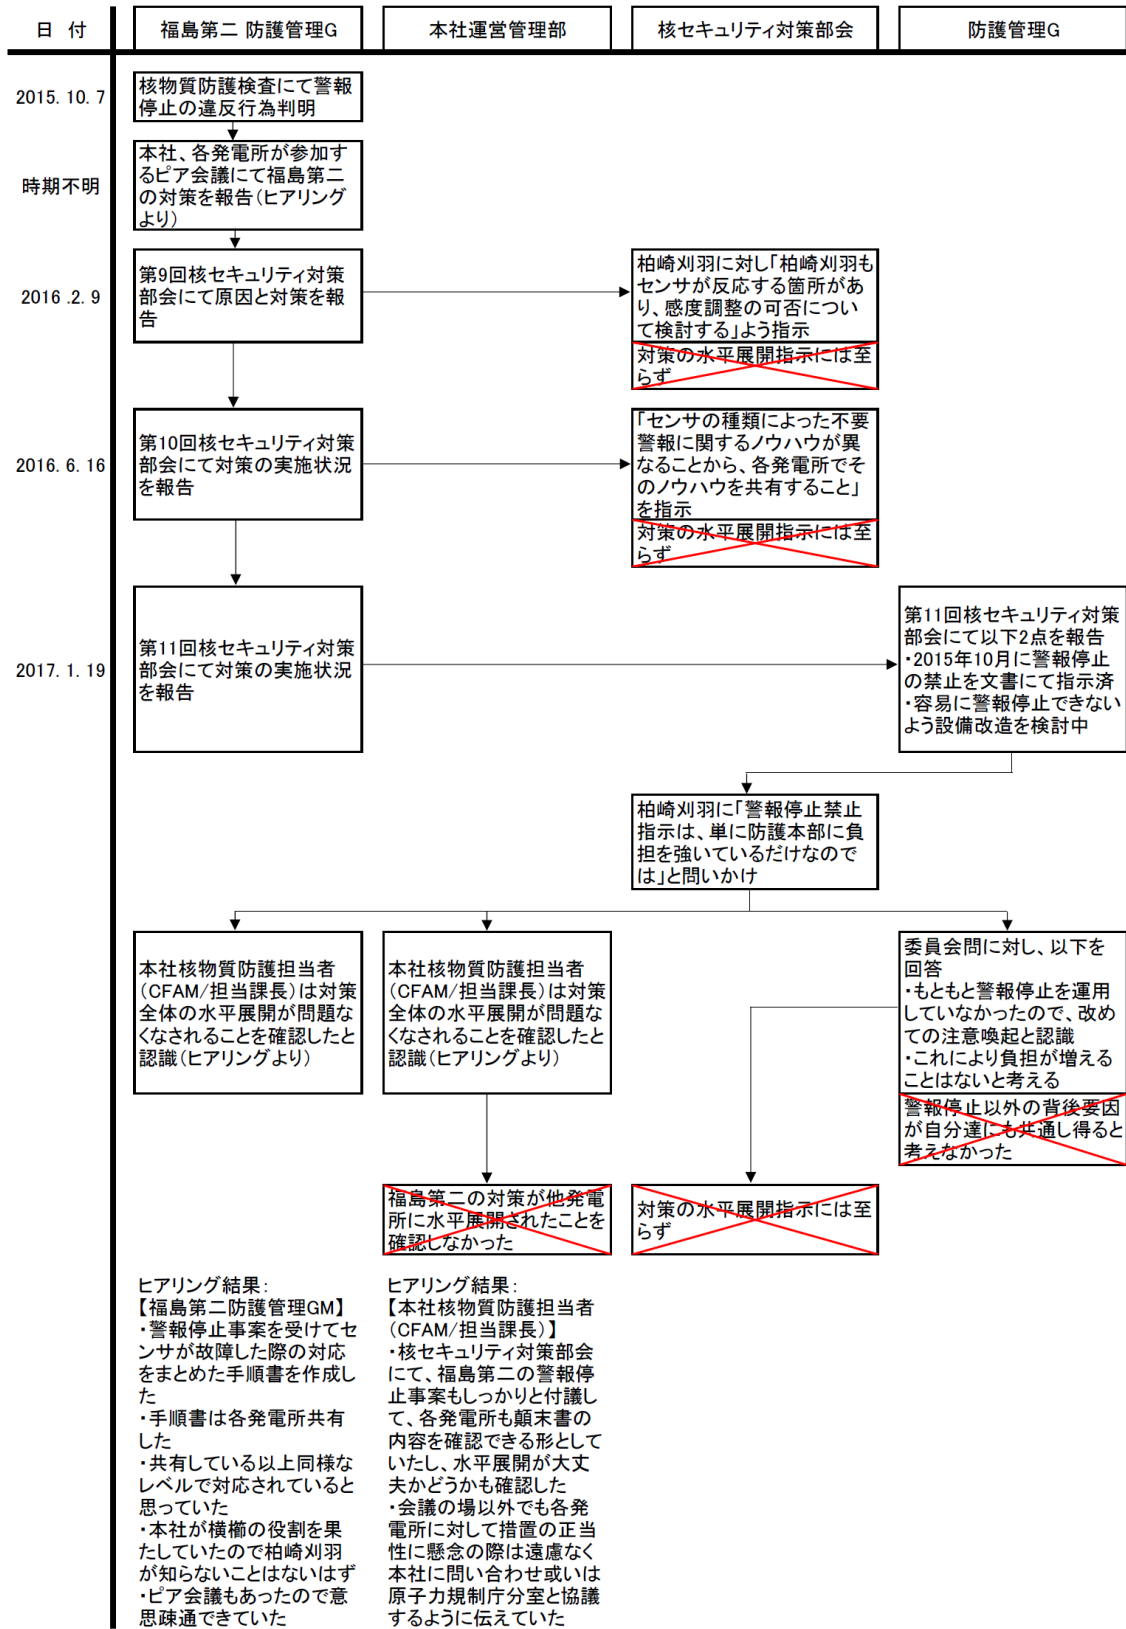 日 付
福島第二 防護管理G
本社運営管理部
核セキュリティ対策部会
防護管理G
2015. 10. 7
核物質防護検査にて警報
停止の違反行為判明
時期不明
本社、各発電所が参加す
るピア会議にて福島第二
の対策を報告(ヒアリング
より)
2016 .2. 9
第9回核セキュリティ対策
部会にて原因と対策を報
告
柏崎刈羽に対し「柏崎刈羽も
センサが反応する箇所があ
り、感度調整の可否につい
て検討する」よう指示
対策の水平展開指示には至
らず
2016. 6. 16
第10回核セキュリティ対策
部会にて対策の実施状況
を報告
「センサの種類によった不要
警報に関するノウハウが異
なることから、各発電所でそ
のノウハウを共有すること」
を指示
対策の水平展開指示には至
らず
2017. 1. 19
第11回核セキュリティ対策
部会にて対策の実施状況
を報告
第11回核セキュリティ対策
部会にて以下2点を報告
・2015年10月に警報停止
の禁止を文書にて指示済
・容易に警報停止できない
よう設備改造を検討中
柏崎刈羽に「警報停止禁止
指示は、単に防護本部に負
担を強いているだけなので
は」と問いかけ
本社核物質防護担当者
(CFAM/担当課長)は対策
全体の水平展開が問題な
くなされることを確認したと
認識(ヒアリングより)
本社核物質防護担当者
(CFAM/担当課長)は対策
全体の水平展開が問題な
くなされることを確認したと
認識(ヒアリングより)
委員会問に対し、以下を
回答
・もともと警報停止を運用
していなかったので、改め
ての注意喚起と認識
・これにより負担が増える
ことはないと考える
警報停止以外の背後要因
が自分達にも共通し得ると
考えなかった
福島第二の対策が他発電
所に水平展開されたことを
確認しなかった
対策の水平展開指示には至
らず
ヒアリング結果:
【福島第二防護管理GM】
・警報停止事案を受けてセ
ンサが故障した際の対応
をまとめた手順書を作成し
た
・手順書は各発電所共有
した
・共有している以上同様な
レベルで対応されていると
思っていた
・本社が横櫛の役割を果
たしていたので柏崎刈羽
が知らないことはないはず
・ピア会議もあったので意
思疎通できていた
ヒアリング結果:
【本社核物質防護担当者
(CFAM/担当課長)】
・核セキュリティ対策部会
にて、福島第二の警報停
止事案もしっかりと付議し
て、各発電所も顛末書の
内容を確認できる形として
いたし、水平展開が大丈
夫かどうかも確認した
・会議の場以外でも各発
電所に対して措置の正当
性に懸念の際は遠慮なく
本社に問い合わせ或いは
原子力規制庁分室と協議
するように伝えていた